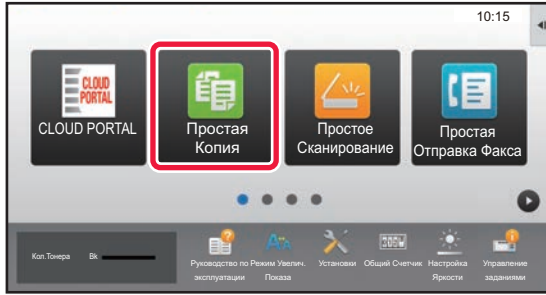 10:15
CLOUD
PORTAL
CLOUD PORTAL
Простая
Копия
Простое
Сканирование
Простая
Отправка Факса
Кол.Тонера Bk
Руководство по
эксплуатации
Режим Увелич.
Показа
Установки
Общий Счетчик
Настройка
Яркости
Управление
заданиями